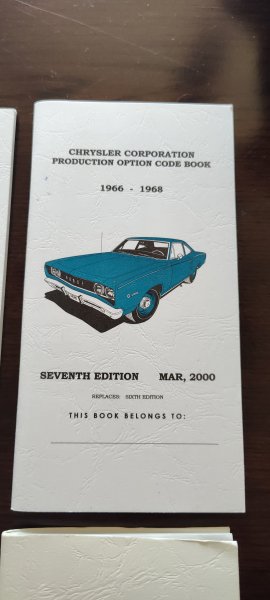 CHRYSLER CORPORATION
PRODUCTION OPTION CODE BOOK
1966 - 1968
SEVENTH EDITION MAR, 2000
REPLACES: SIXTH EDITION
THIS BOOK BELONGS TO: